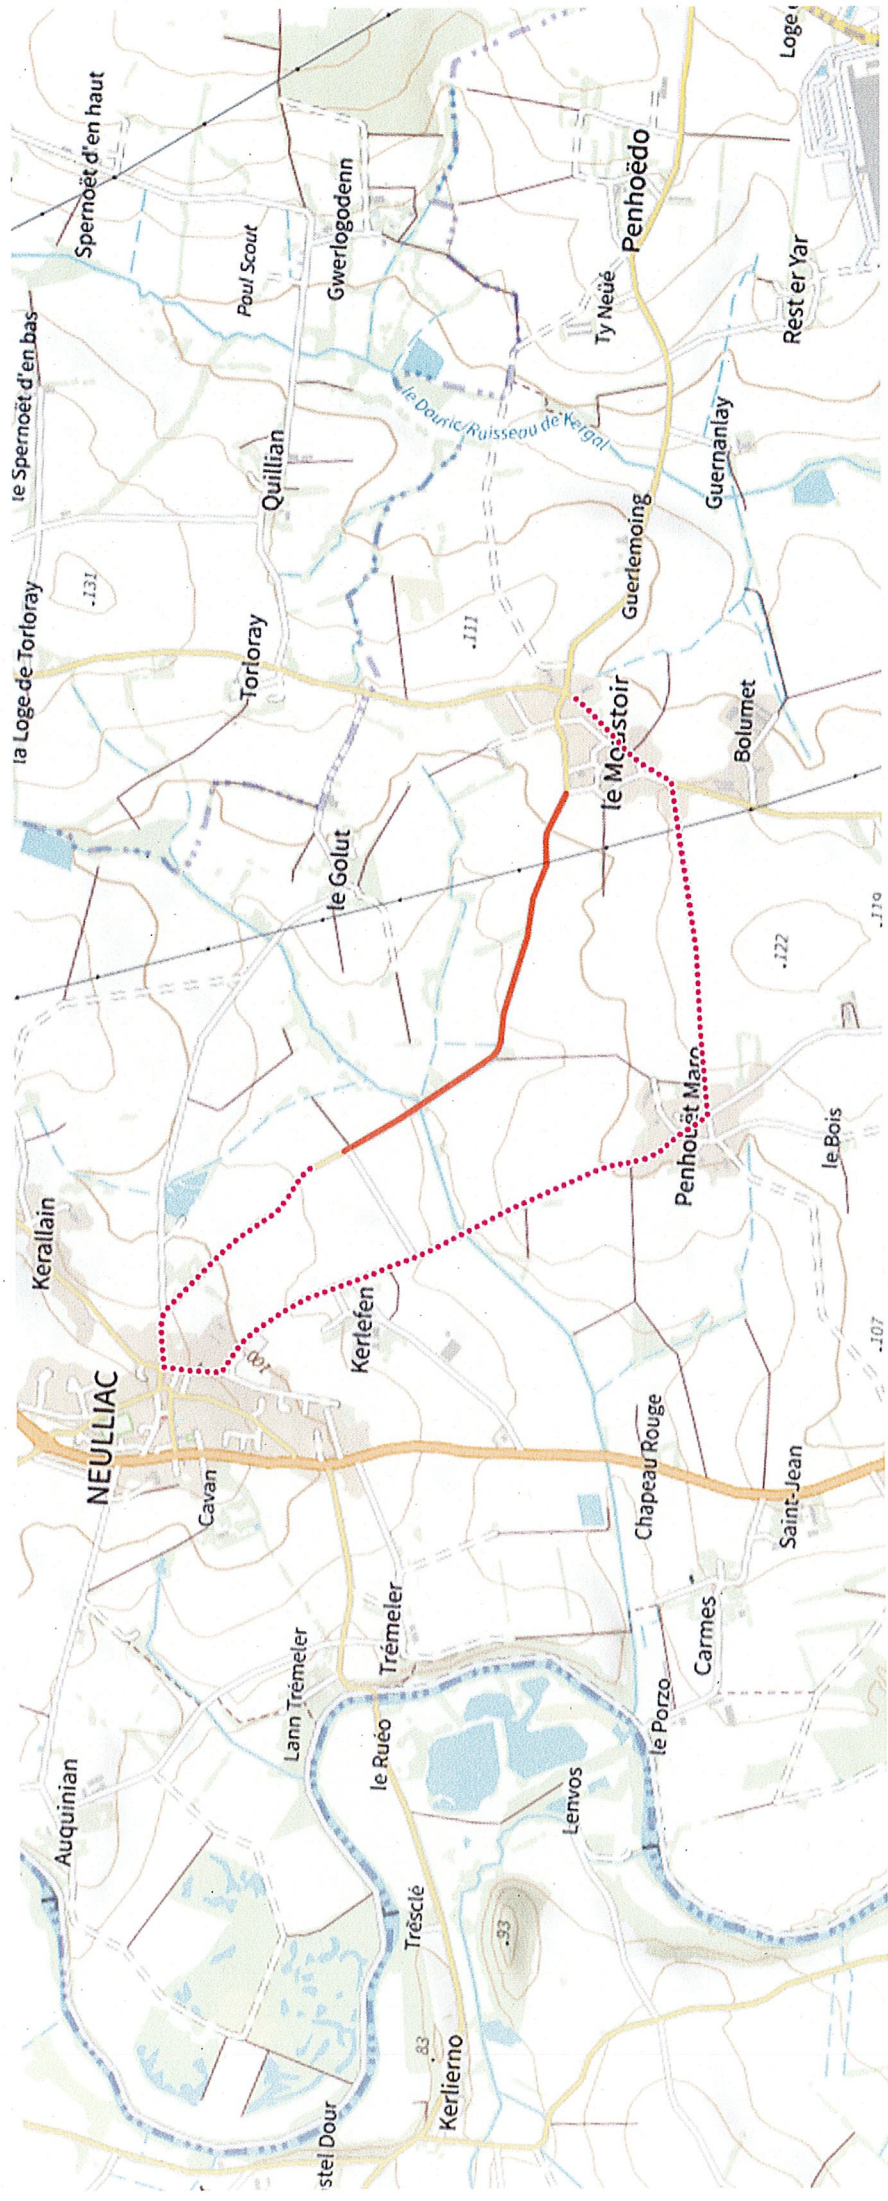 Spernoët d'en haut
Loge
Poul Scout
Gwerlogodenn
Penhoëdo
le Spernoët d'en bas
Ty Neüé
Rest er Yar
le Douric/Ruisseau de Kergal
Quillian
Guernanlay
Guerlemoing
.131
la Loge de Torloray
Torloray
.111
le Moustoir
Bolumet
le Golut
.122
.119
Penhouët Maro
le Bois
Kerallain
Kerlefen
100
.107
NEULLIAC
Cavan
Chapeau Rouge
Saint-Jean
Trémeler
Lann Trémeler
Carmes
le Porzo
le Ruéo
Auquinian
Lenvos
Trésclé
.93
83
Kerlierno
stel Dour